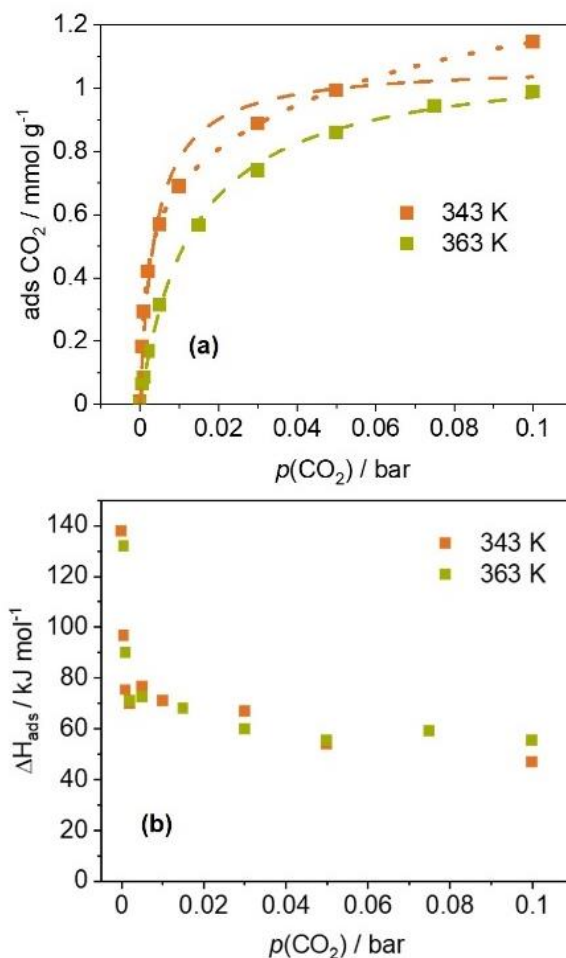 1.2
1
0.8
0.6
0.4
0.2
0
ads CO₂ / mmol g⁻¹
343 K
363 K
(a)
0 0.02 0.04 0.06 0.08 0.1
p(CO₂) / bar
140
120
100
80
60
40
20
0
ΔHₐds / kJ mol⁻¹
343 K
363 K
(b)
0 0.02 0.04 0.06 0.08 0.1
p(CO₂) / bar